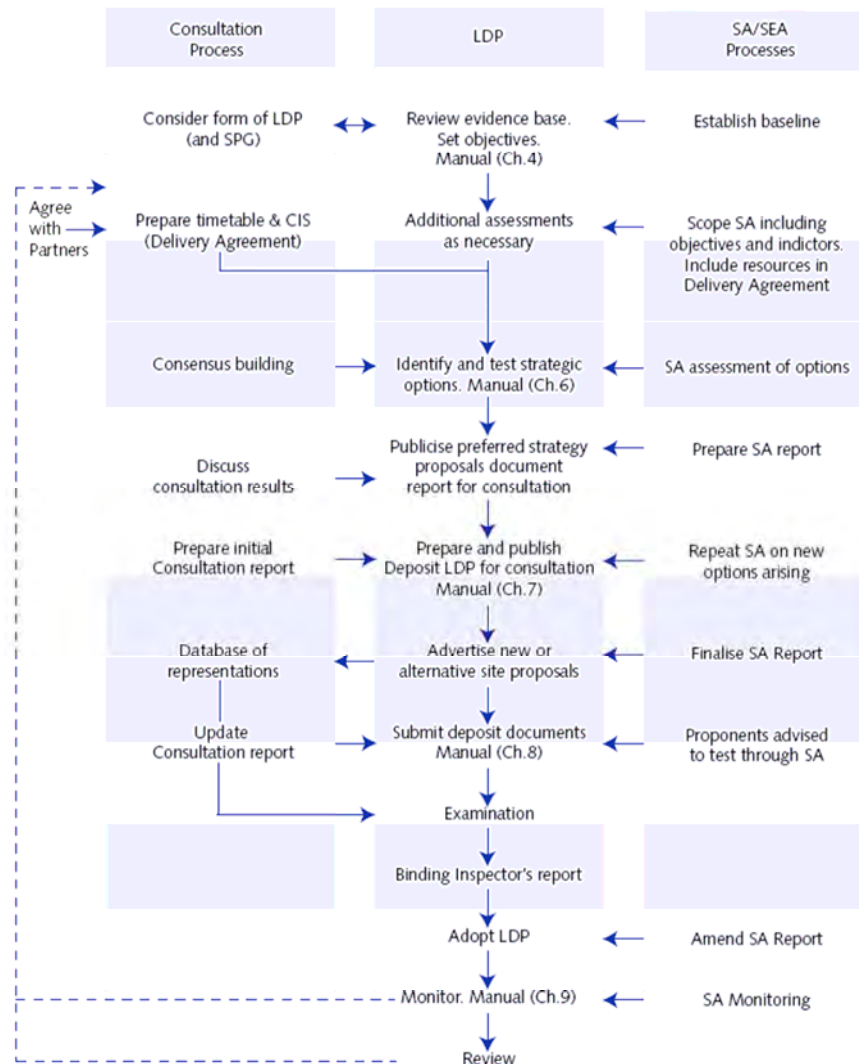 Consultation
Process
LDP
SA/SEA
Processes
Consider form of LDP
(and SPG)
Review evidence base.
Set objectives.
Manual (Ch.4)
Establish baseline
Agree
with
Partners
Prepare timetable & CIS
(Delivery Agreement)
Additional assessments
as necessary
Scope SA including
objectives and indictors.
Include resources in
Delivery Agreement
Consensus building
Identify and test strategic
options. Manual (Ch.6)
SA assessment of options
Discuss
consultation results
Publicise preferred strategy
proposals document
report for consultation
Prepare SA report
Prepare initial
Consultation report
Prepare and publish
Deposit LDP for consultation
Manual (Ch.7)
Repeat SA on new
options arising
Database of
representations
Advertise new or
alternative site proposals
Finalise SA Report
Update
Consultation report
Submit deposit documents
Manual (Ch.8)
Proponents advised
to test through SA
Examination
Binding Inspector's report
Adopt LDP
Amend SA Report
Monitor. Manual (Ch.9)
SA Monitoring
Review